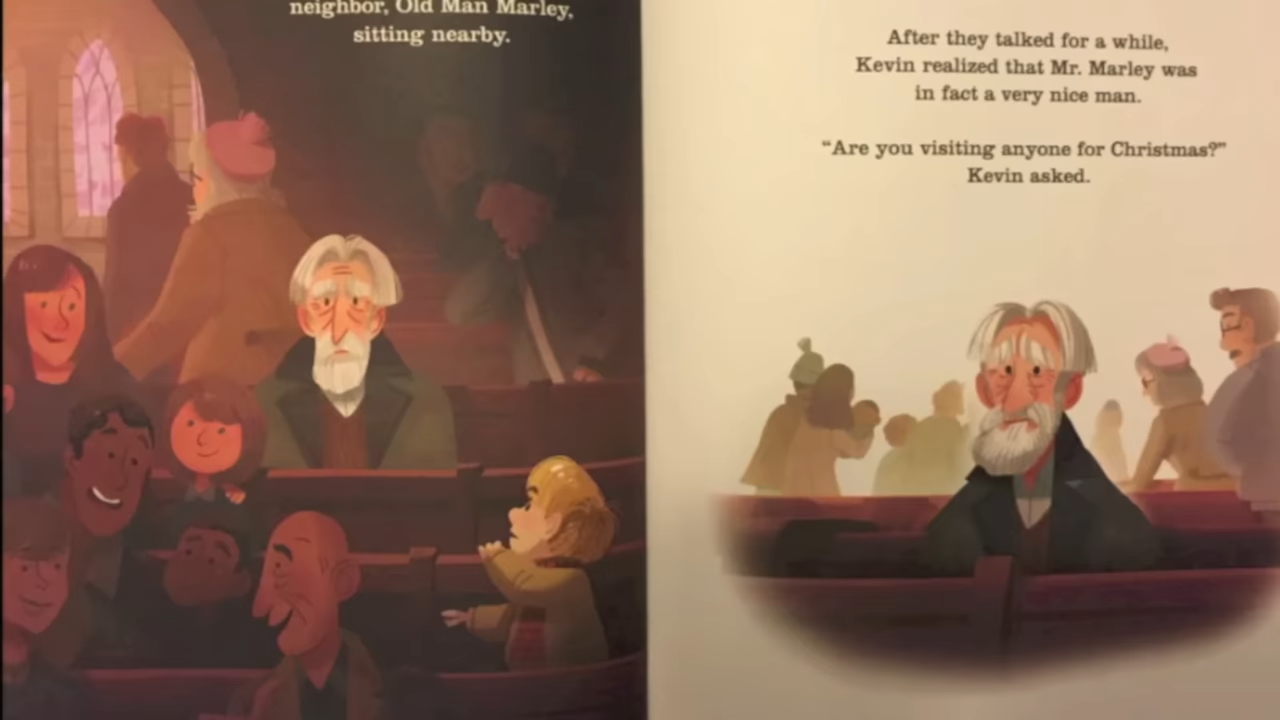 neighbor, Old Man Marley,
sitting nearby.
After they talked for a while,
Kevin realized that Mr. Marley was
in fact a very nice man.
“Are you visiting anyone for Christmas?”
Kevin asked.